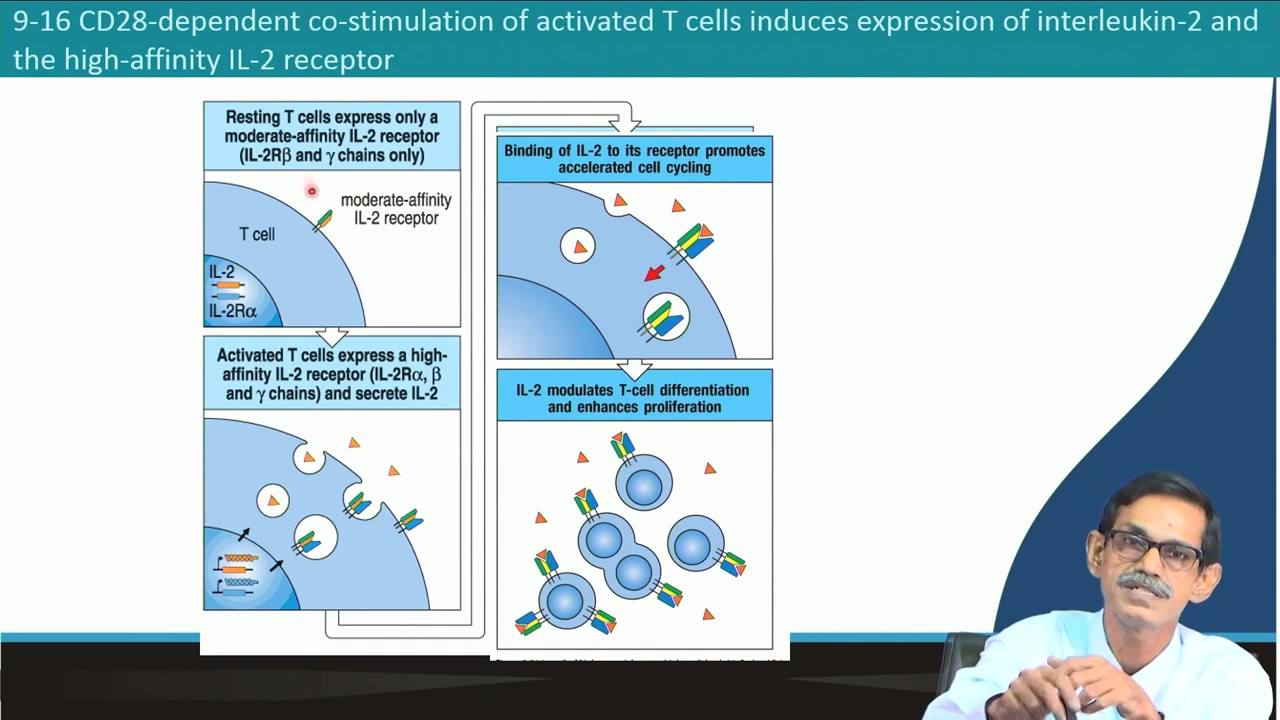 9-16 CD28-dependent co-stimulation of activated T cells induces expression of interleukin-2 and
the high-affinity IL-2 receptor
Resting T cells express only a
moderate-affinity IL-2 receptor
(IL-2Rβ and γ chains only)
moderate-affinity
IL-2 receptor
T cell
IL-2
IL-2Rα
Activated T cells express a high-
affinity IL-2 receptor (IL-2Rα, β
and γ chains) and secrete IL-2
Binding of IL-2 to its receptor promotes
accelerated cell cycling
IL-2 modulates T-cell differentiation
and enhances proliferation